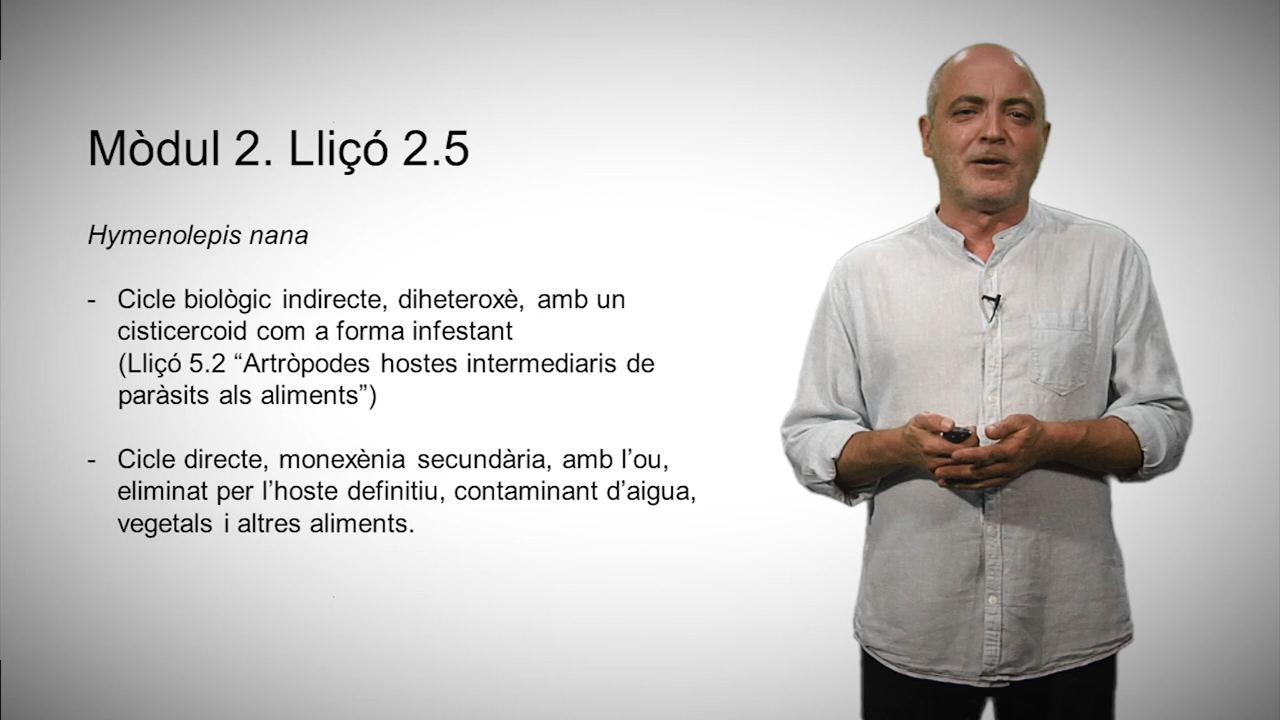 Mòdul 2. Lliçó 2.5
Hymenolepis nana
- Cicle biològic indirecte, diheteroxè, amb un
cisticercoid com a forma infestant
(Lliçó 5.2 “Artròpodes hostes intermediaris de
paràsits als aliments”)
- Cicle directe, monexènia secundària, amb l’ou,
eliminat per l’hoste definitiu, contaminant d’aigua,
vegetals i altres aliments.